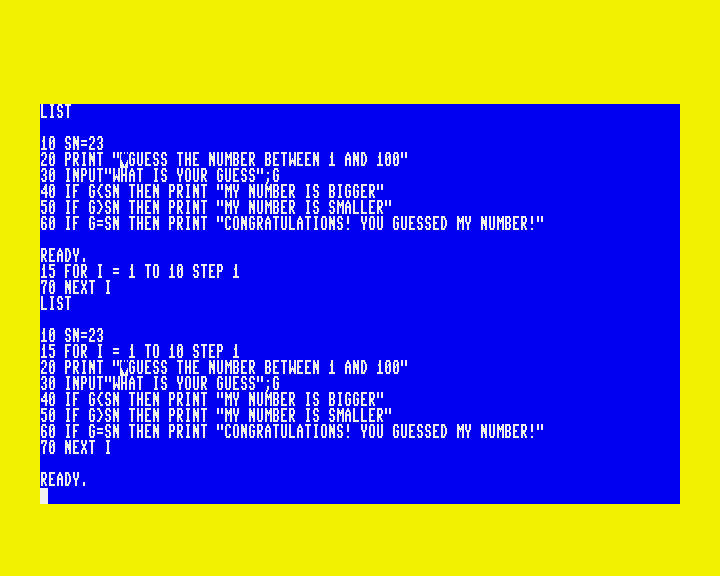 LIST
10 SN=23
20 PRINT "GUESS THE NUMBER BETWEEN 1 AND 100"
30 INPUT"WHAT IS YOUR GUESS";G
40 IF G<SN THEN PRINT "MY NUMBER IS BIGGER"
50 IF G>SN THEN PRINT "MY NUMBER IS SMALLER"
60 IF G=SN THEN PRINT "CONGRATULATIONS! YOU GUESSED MY NUMBER!"
READY.
15 FOR I = 1 TO 10 STEP 1
70 NEXT I
LIST
10 SN=23
15 FOR I = 1 TO 10 STEP 1
20 PRINT "GUESS THE NUMBER BETWEEN 1 AND 100"
30 INPUT"WHAT IS YOUR GUESS";G
40 IF G<SN THEN PRINT "MY NUMBER IS BIGGER"
50 IF G>SN THEN PRINT "MY NUMBER IS SMALLER"
60 IF G=SN THEN PRINT "CONGRATULATIONS! YOU GUESSED MY NUMBER!"
70 NEXT I
READY.